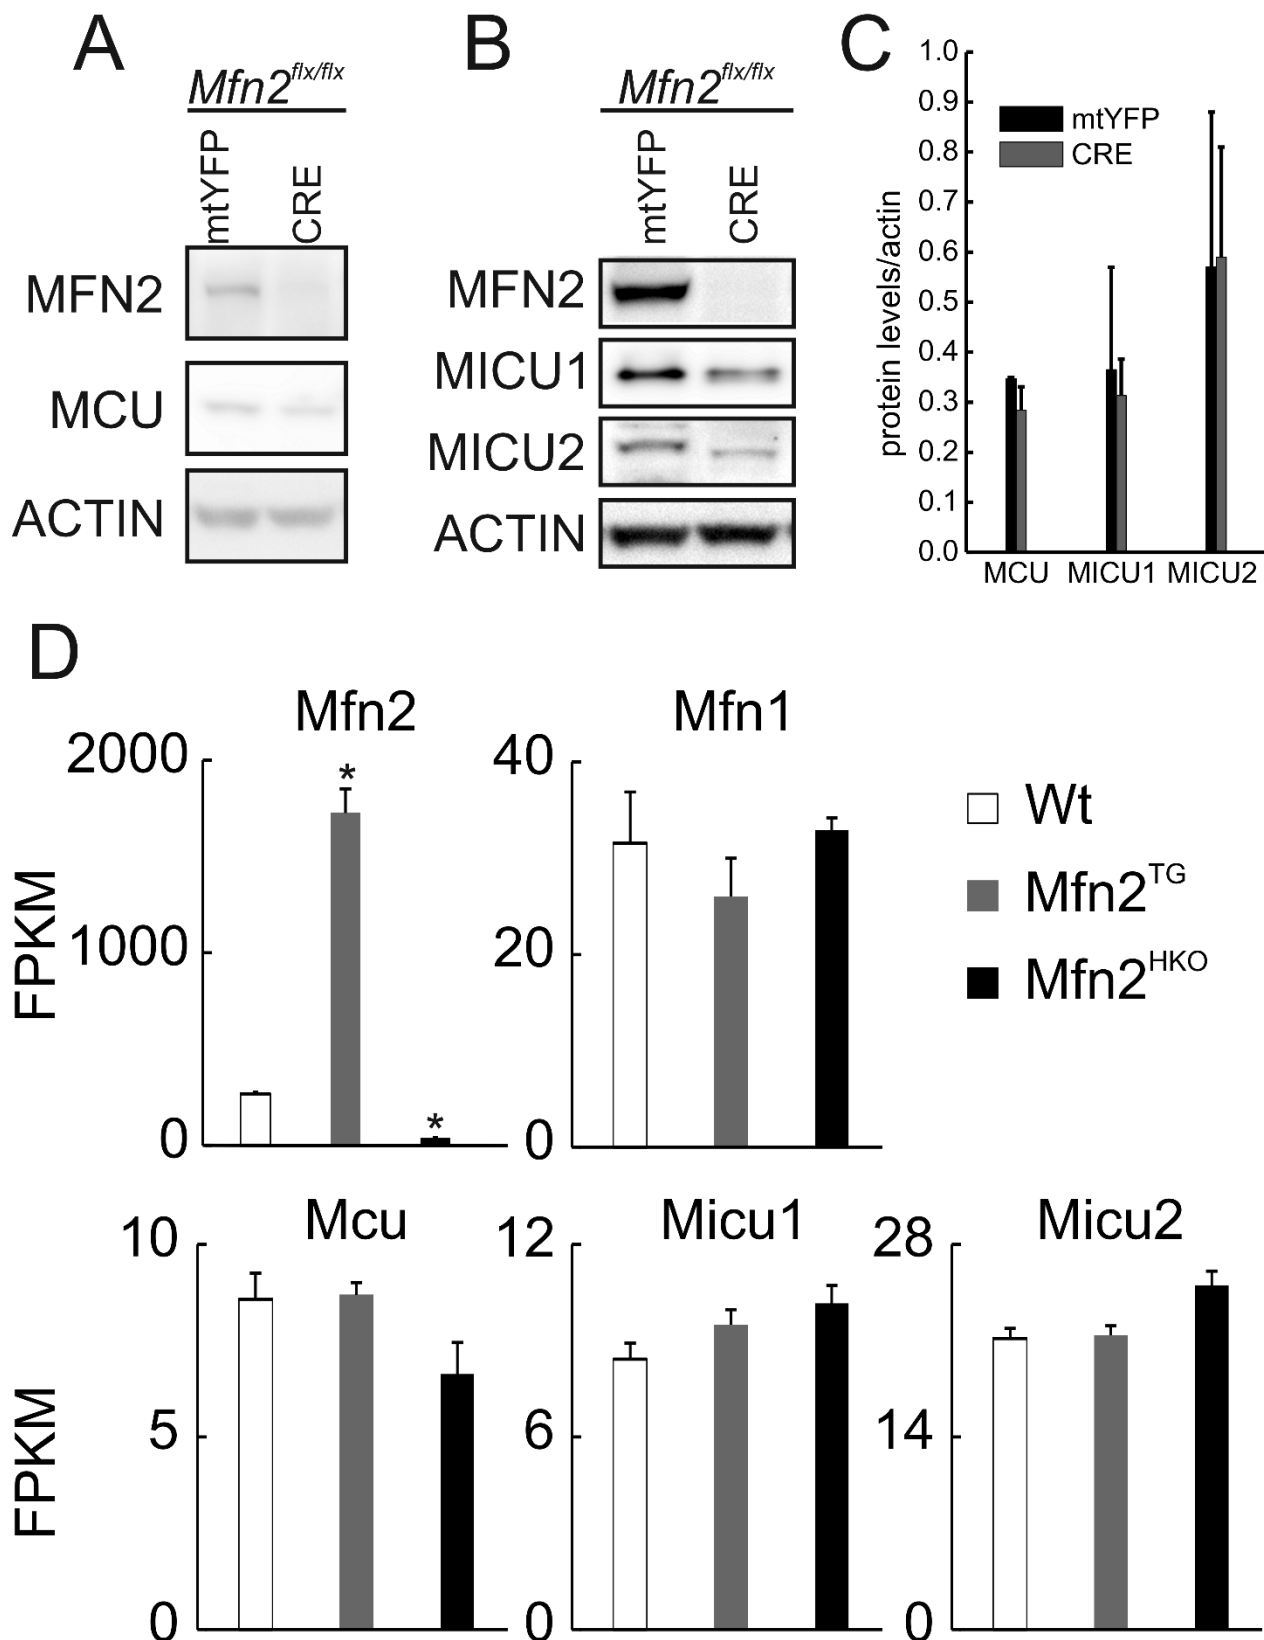 A
Mfn2flx/flx
mtYFP
CRE
MFN2
MCU
ACTIN
B
Mfn2flx/flx
mtYFP
CRE
MFN2
MICU1
MICU2
ACTIN
C
protein levels/actin
1.0
0.9
0.8
0.7
0.6
0.5
0.4
0.3
0.2
0.1
0.0
mtYFP
CRE
MCU MICU1 MICU2
D
Mfn2
FPKM
2000
1000
0
*
*
Mfn1
40
20
0
Wt
Mfn2TG
Mfn2HKO
Mcu
FPKM
10
5
0
Micu1
12
6
0
Micu2
28
14
0